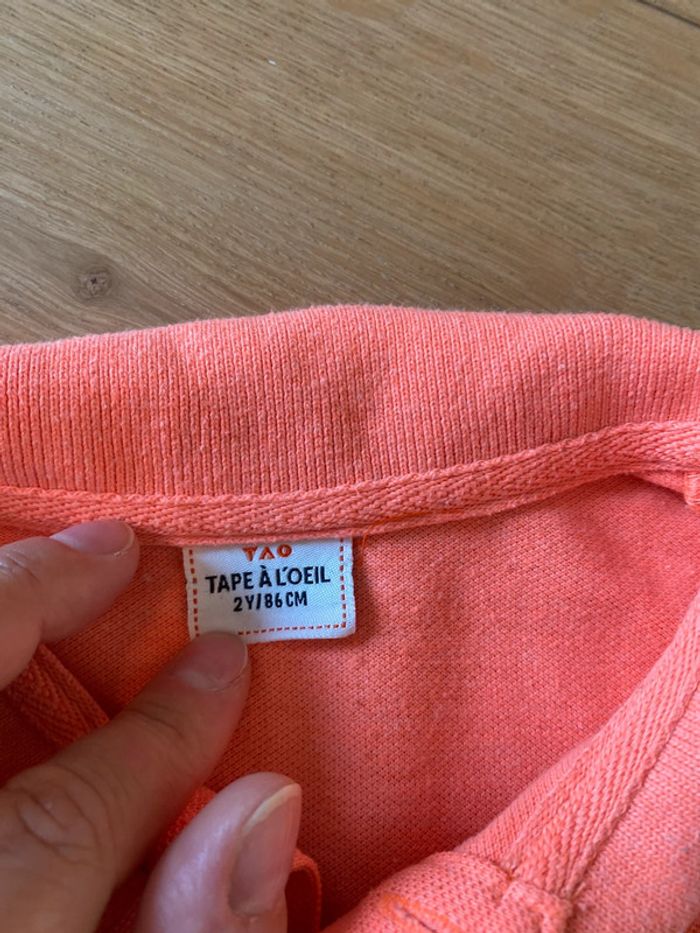 TAO
TAPE À L'OEIL
2Y/86CM